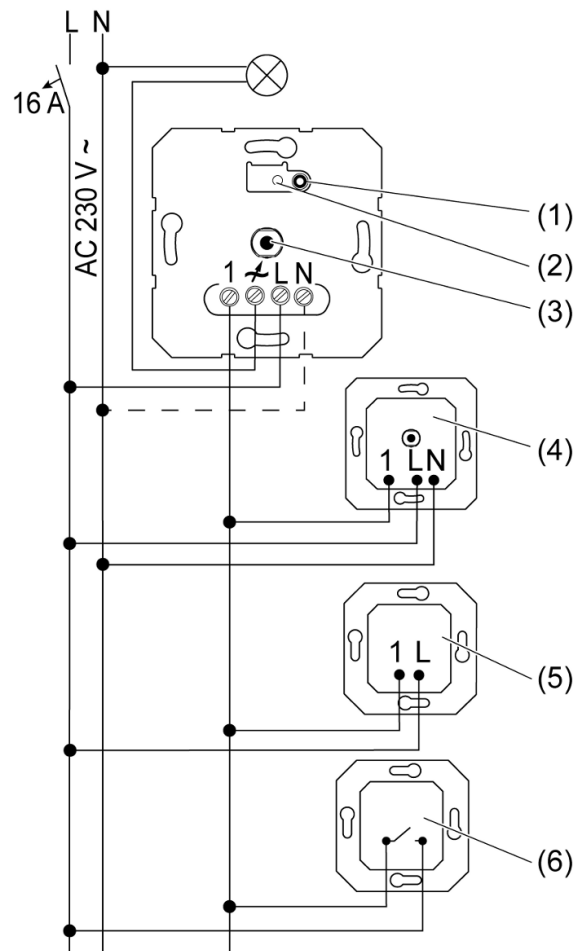 L N
16 A
AC 230 V ~
(1)
(2)
(3)
1 L N
(4)
1 L N
(5)
1 L
(6)